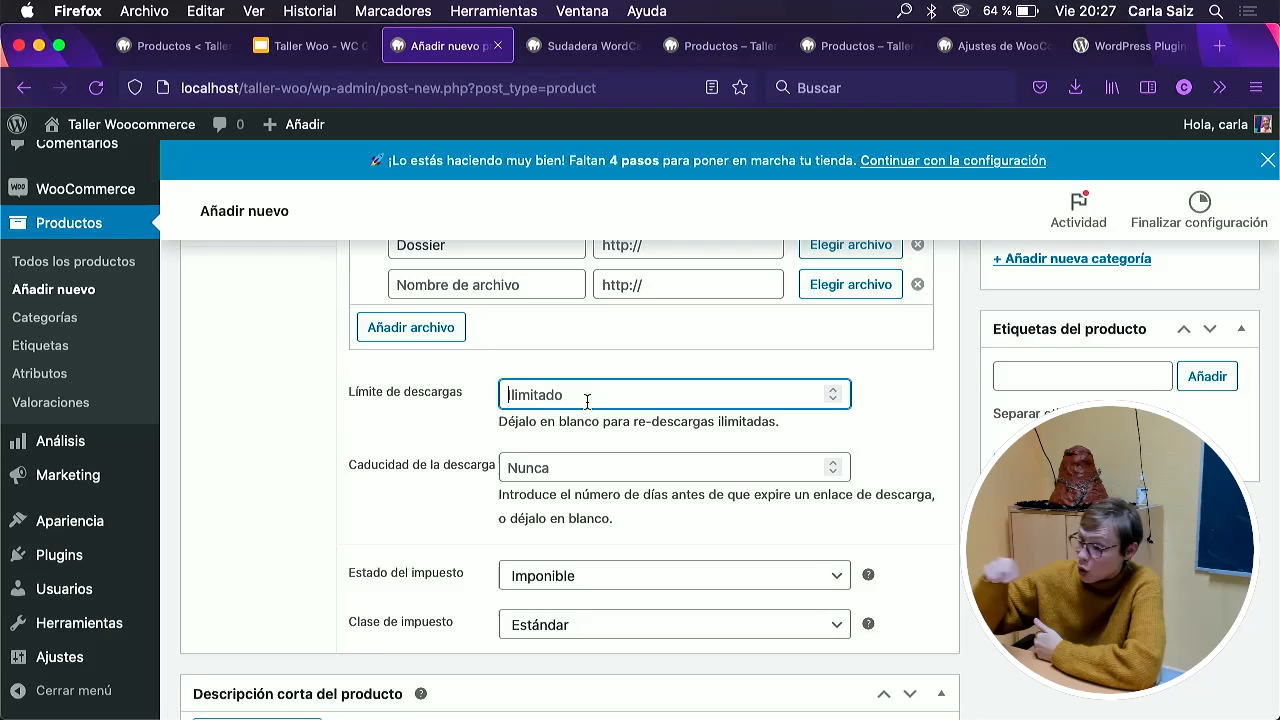 Firefox Archivo Editar Ver Historial Marcadores Herramientas Ventana Ayuda 64 % Vie 20:27 Carla Saiz
Productos < Taller Taller Woo - WC Añadir nuevo p Sudadera WordC Productos – Taller Productos – Taller Ajustes de WooCo WordPress Plugin
localhost/taller-woo/wp-admin/post-new.php?post_type=product
Buscar
Taller Woocommerce 0 Añadir Hola, carla
Comentarios
WooCommerce
Productos
Todos los productos
Añadir nuevo
Categorías
Etiquetas
Atributos
Valoraciones
Análisis
Marketing
Apariencia
Plugins
Usuarios
Herramientas
Ajustes
Cerrar menú
🚀 ¡Lo estás haciendo muy bien! Faltan 4 pasos para poner en marcha tu tienda. Continuar con la configuración
Añadir nuevo
Actividad
Finalizar configuración
Dossier http:// Elegir archivo
Nombre de archivo http:// Elegir archivo
Añadir archivo
Límite de descargas Ilimitado
Déjalo en blanco para re-descargas ilimitadas.
Caducidad de la descarga Nunca
Introduce el número de días antes de que expire un enlace de descarga,
o déjalo en blanco.
Estado del impuesto Imponible
Clase de impuesto Estándar
Descripción corta del producto
+ Añadir nueva categoría
Etiquetas del producto
Añadir
Separar